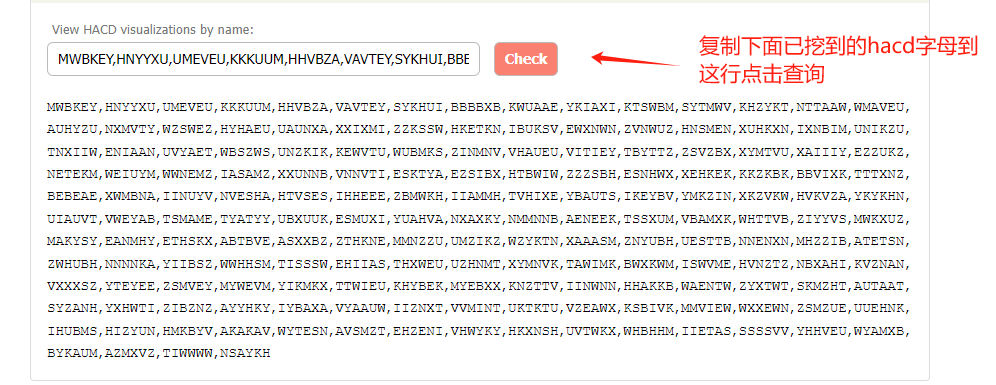 View HACD visualizations by name:
MWBKEY,HNYYXU,UMEVEU,KKKUUM,HHVBZA,VAVTEY,SYKHUI,BBE
Check
复制下面已挖到的hacd字母到
这行点击查询
MWBKEY,HNYYXU,UMEVEU,KKKUUM,HHVBZA,VAVTEY,SYKHUI,BBBBXB,KWUAAE,YKIAXI,KTSWBM,SYTMWV,KHZYKT,NTTAAW,WMAVEU,
AUHYZU,NXMVTY,WZSWEZ,HYHAEU,UAUNXA,XXIXMI,ZZKSSW,HKETKN,IBUKSV,EWXNWN,ZVNWUZ,HNSMEN,XUHKXN,IXNBIM,UNIKZU,
TNXIIW,ENIAAN,UVYAET,WBSZWS,UNZKIK,KEWVTU,WUBMKS,ZINMNV,VHAUEU,VITIEY,TBYTTZ,ZSVZBX,XYMTVU,XAIIIY,EZZUKZ,
NETEKM,WEIUYM,WWNEMZ,IASAMZ,XXUNNB,VNNVTI,ESKTYA,EZSIBX,HTBWIW,ZZZSBH,ESNHWX,XEHKEK,KKZKBK,BBVIXK,TTTXNZ,
BEBEAE,XWMBNA,IINUYV,NVESHA,HTVSES,IHHEEE,ZBMWKH,IIAMMH,TVHIXE,YBAUTS,IKEYBV,YMKZIN,XKZVKW,HVKVZA,YKYKHN,
UIAUVT,VWEYAB,TSMAME,TYATYY,UBXUUK,ESMUXI,YUAHVA,NXAXKY,NMMNNB,AENEEK,TSSXUM,VBAMXK,WHTTVB,ZIYYVS,MWKXUZ,
MAKYSY,EANMHY,ETHSKX,ABTBVE,ASXXBZ,ZTHKNE,MMNZZU,UMZIKZ,WZYKTN,XAAASM,ZNYUBH,UESTTB,NNENXN,MHZZIB,ATETSN,
ZWHUBH,NNNNKA,YIIBSZ,WWHHSM,TISSSW,EHIIAS,THXWEU,UZHNMT,XYMNVK,TAWIMK,BWXKWM,ISWVME,HVNZTZ,NBXAHI,KVZNAN,
VXXXSZ,YTEYEE,ZSMVEY,MYWEVM,YIKMKX,TTWIEU,KHYBEK,MYEBXX,KNZTTV,IINWNN,HHAKKB,WAENTW,ZYXTWT,SKMZHT,AUTAAT,
SYZANH,YXHWTI,ZIBZNZ,AYYHKY,IYBAXA,VYAAUW,IIZNXT,VVMINT,UKTKTU,VZEAWX,KSBIVK,MMVIEW,WXXEWN,ZSMZUE,UUEHNK,
IHUBMS,HIZYUN,HMKBYV,AKAKAV,WYTESN,AVSMZT,EHZENI,VHWYKY,HKXNSH,UVTWKX,WHBHHM,IIETAS,SSSSVV,YHHVEU,WYAMXB,
BYKAUM,AZMXVZ,TIWWWW,NSAYKH